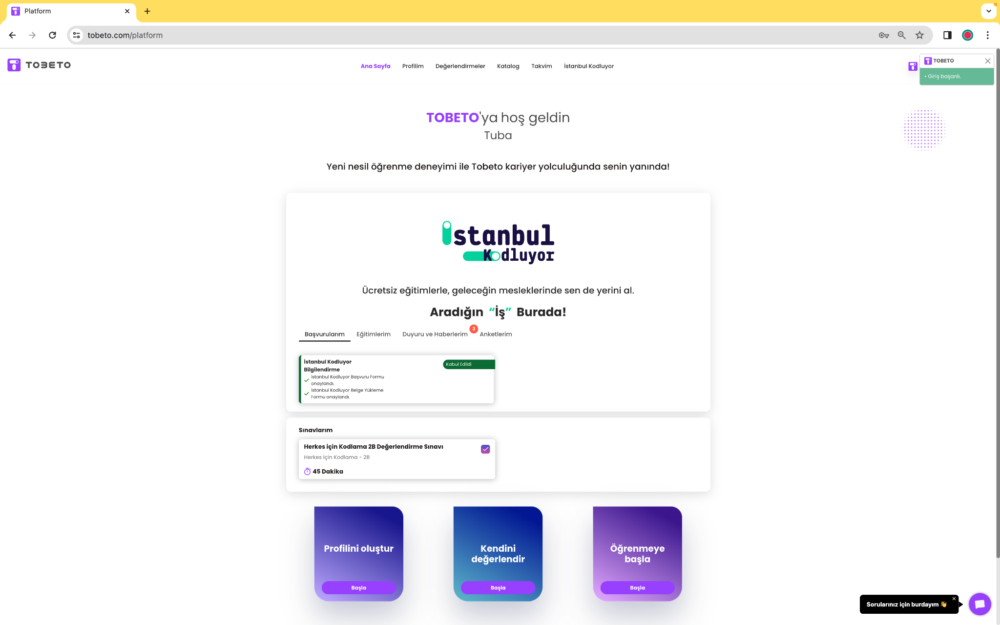 Platform
tobeto.com/platform
TOBETO
Ana Sayfa Profilim Değerlendirmeler Katalog Takvim İstanbul Kodluyor
TOBETO
• Giriş başarılı.
TOBETO'ya hoş geldin
Tuba
Yeni nesil öğrenme deneyimi ile Tobeto kariyer yolculuğunda senin yanında!
istanbul
Kodluyor
Ücretsiz eğitimlerle, geleceğin mesleklerinde sen de yerini al.
Aradığın “İş” Burada!
Başvurularım Eğitimlerim Duyuru ve Haberlerim 3 Anketlerim
İstanbul Kodluyor
Bilgilendirme
Kabul Edildi
İstanbul Kodluyor Başvuru Formu
onaylandı.
İstanbul Kodluyor Belge Yükleme
Formu onaylandı.
Sınavlarım
Herkes için Kodlama 2B Değerlendirme Sınavı
Herkes İçin Kodlama - 2B
45 Dakika
Profilini oluştur
Başla
Kendini
değerlendir
Başla
Öğrenmeye
başla
Başla
Sorularınız için burdayım 👋